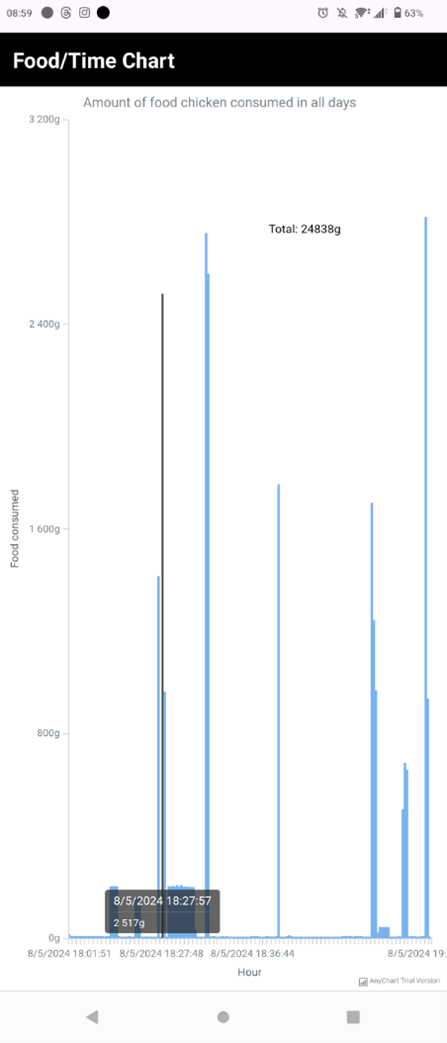 08:59
63%
Food/Time Chart
Amount of food chicken consumed in all days
3 200g
Total: 24838g
2 400g
Food consumed
1 600g
800g
8/5/2024 18:27:57
2 517g
0g
8/5/2024 18:01:51 8/5/2024 18:27:48 8/5/2024 18:36:44 8/5/2024 19:
Hour
AnyChart Trial Version